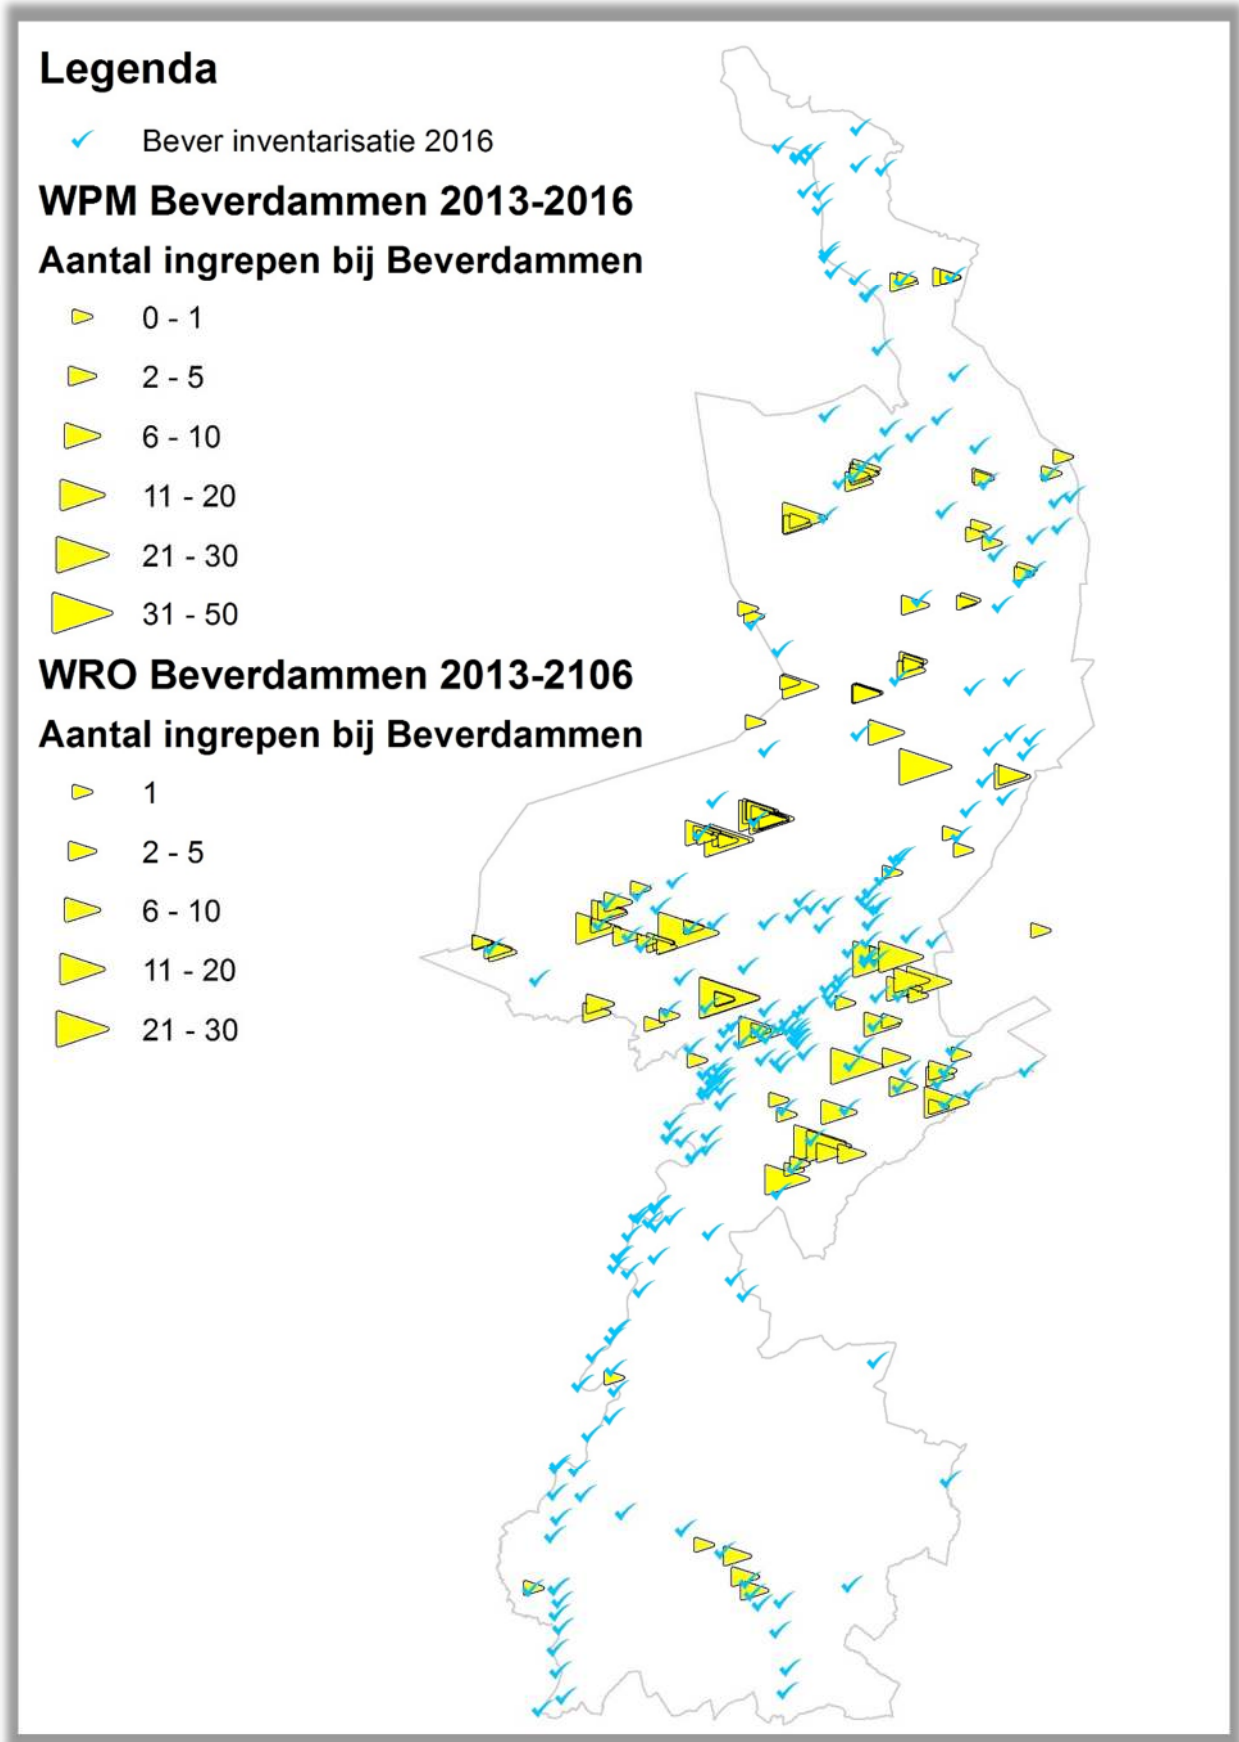 Legenda
Bever inventarisatie 2016
WPM Beverdammen 2013-2016
Aantal ingrepen bij Beverdammen
0 - 1
2 - 5
6 - 10
11 - 20
21 - 30
31 - 50
WRO Beverdammen 2013-2106
Aantal ingrepen bij Beverdammen
1
2 - 5
6 - 10
11 - 20
21 - 30